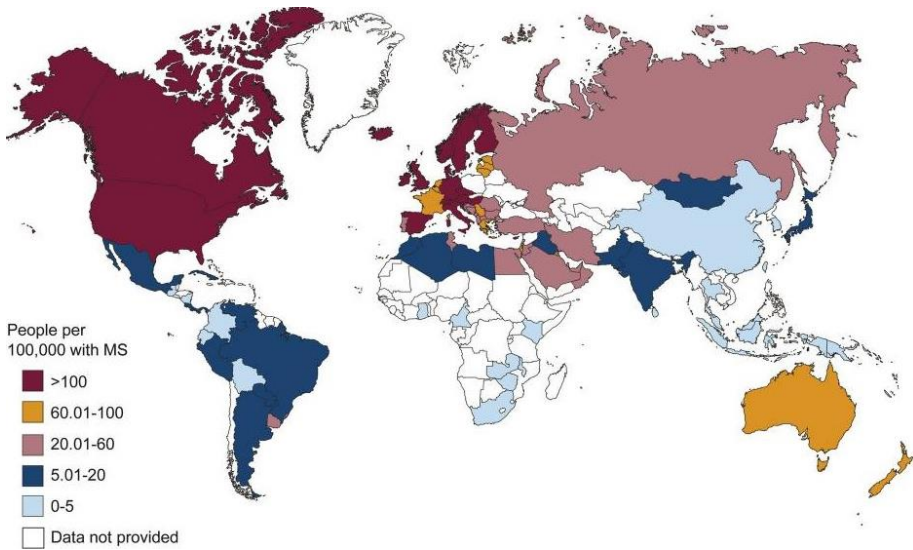 People per
100,000 with MS
>100
60.01-100
20.01-60
5.01-20
0-5
Data not provided